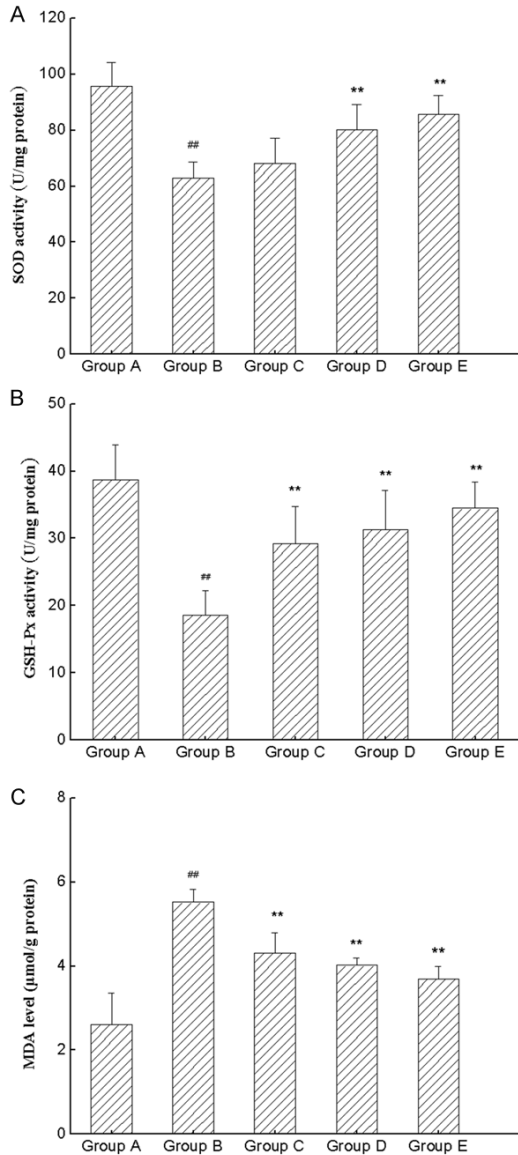 A
SOD activity (U/mg protein)
120
100
80
60
40
20
0
##
**
**
Group A
Group B
Group C
Group D
Group E
B
GSH-Px activity (U/mg protein)
50
40
30
20
10
0
##
**
**
**
Group A
Group B
Group C
Group D
Group E
C
MDA level (μmol/g protein)
8
6
4
2
0
##
**
**
**
Group A
Group B
Group C
Group D
Group E